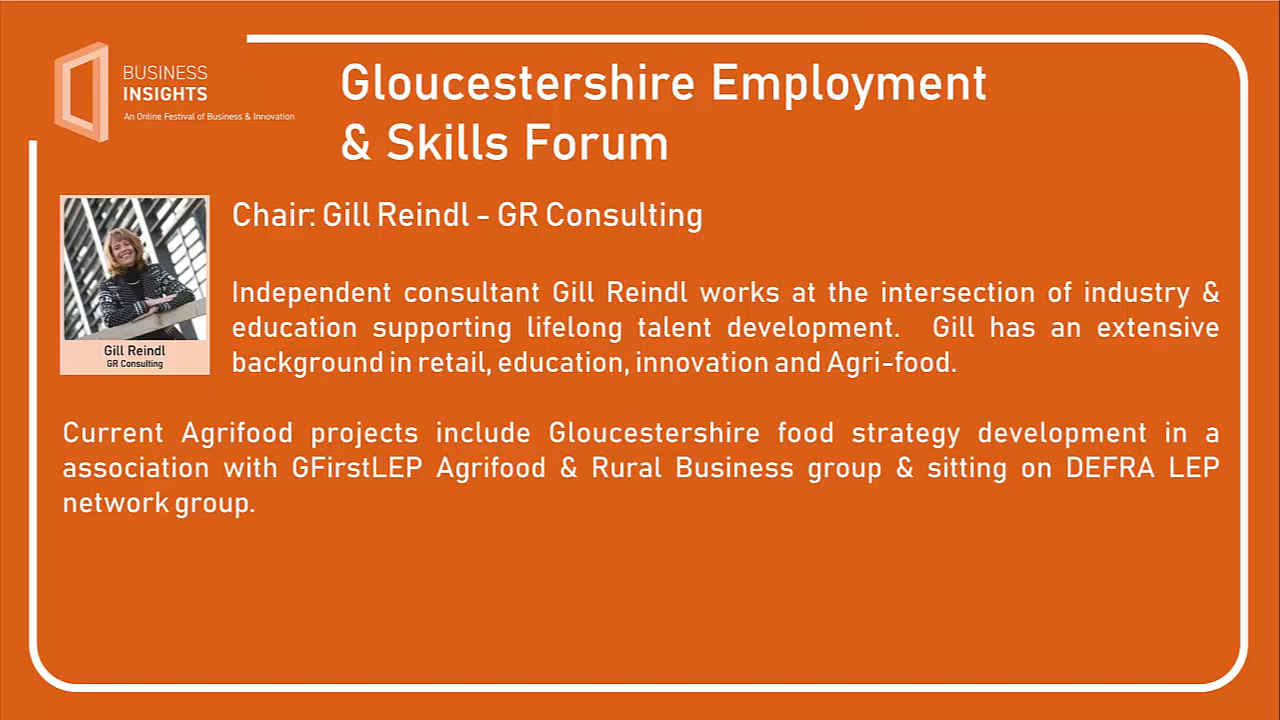 BUSINESS
INSIGHTS
An Online Festival of Business & Innovation
Gloucestershire Employment
& Skills Forum
Gill Reindl
GR Consulting
Chair: Gill Reindl - GR Consulting
Independent consultant Gill Reindl works at the intersection of industry &
education supporting lifelong talent development. Gill has an extensive
background in retail, education, innovation and Agri-food.
Current Agrifood projects include Gloucestershire food strategy development in a
association with GFirstLEP Agrifood & Rural Business group & sitting on DEFRA LEP
network group.